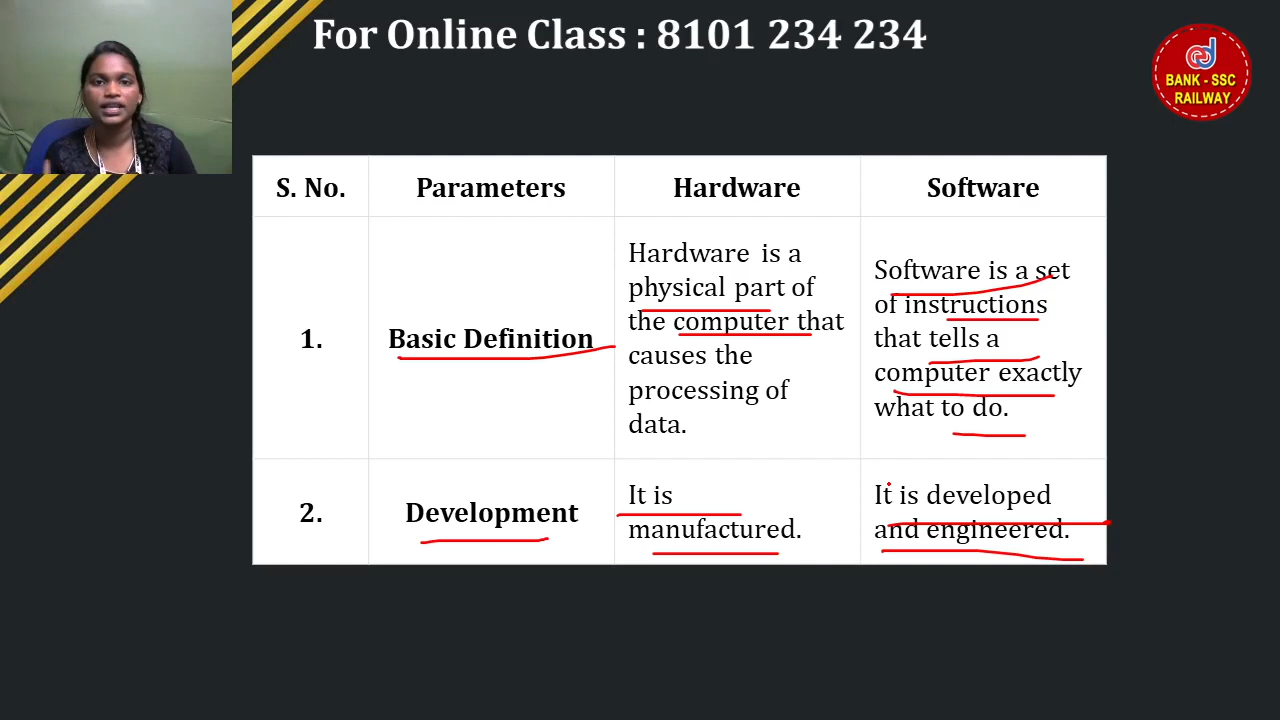 For Online Class : 8101 234 234
BANK - SSC
RAILWAY
S. No. Parameters Hardware Software
1. Basic Definition
Hardware is a
physical part of
the computer that
causes the
processing of
data.
Software is a set
of instructions
that tells a
computer exactly
what to do.
2. Development
It is
manufactured.
It is developed
and engineered.